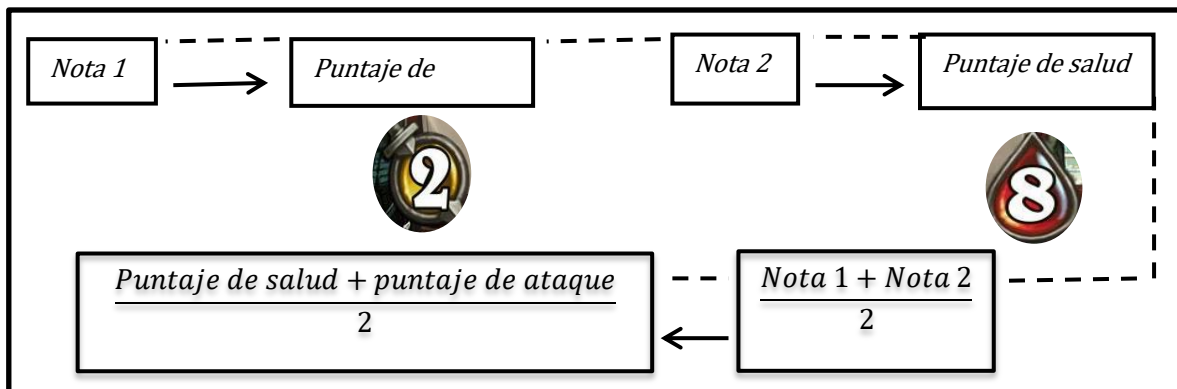 Nota 1
Puntaje de
Nota 2
Puntaje de salud
2
8
Puntaje de salud + puntaje de ataque
2
Nota 1 + Nota 2
2